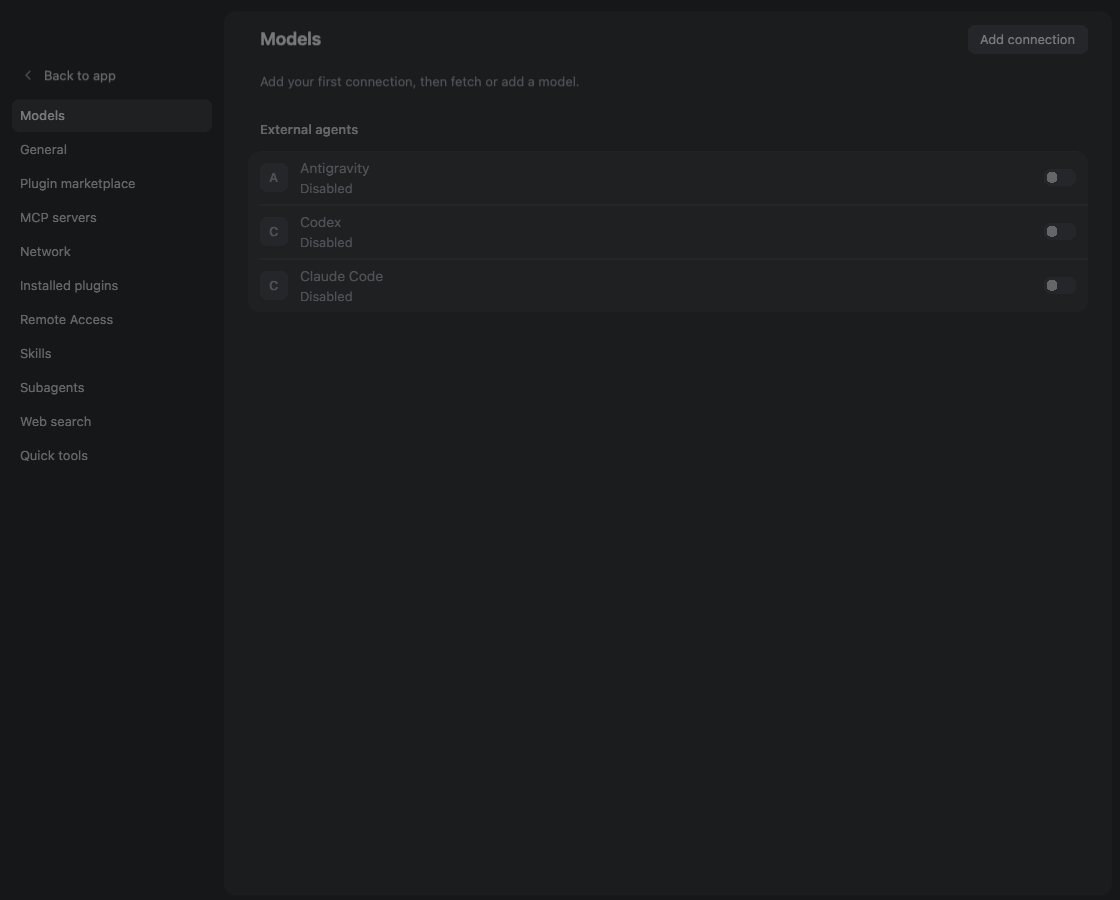 Back to app
Models
General
Plugin marketplace
MCP servers
Network
Installed plugins
Remote Access
Skills
Subagents
Web search
Quick tools
Models
Add connection
Add your first connection, then fetch or add a model.
External agents
A
Antigravity
Disabled
C
Codex
Disabled
C
Claude Code
Disabled